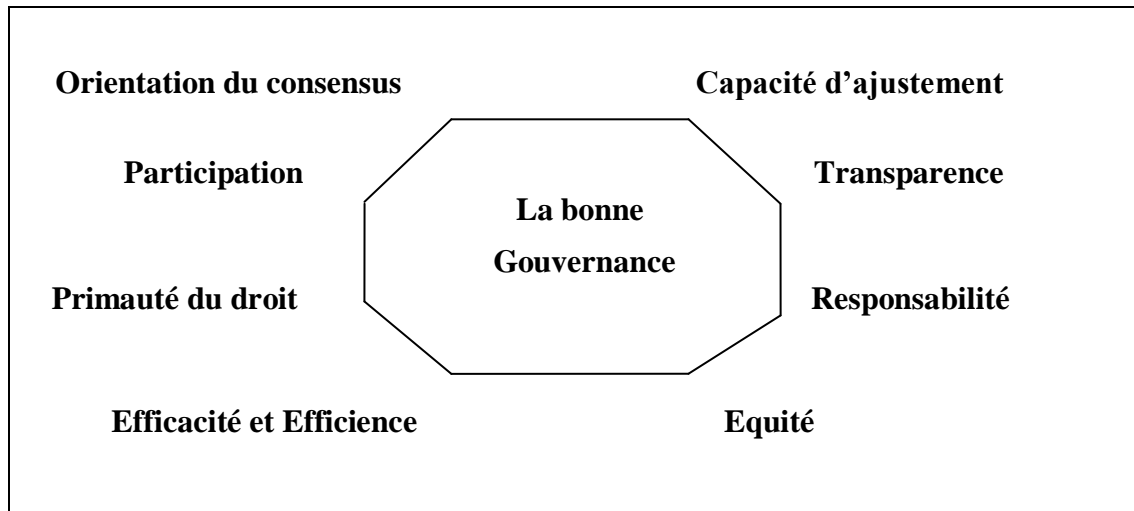 Orientation du consensus
Capacité d'ajustement
Participation
Transparence
La bonne
Gouvernance
Primauté du droit
Responsabilité
Efficacité et Efficience
Equité